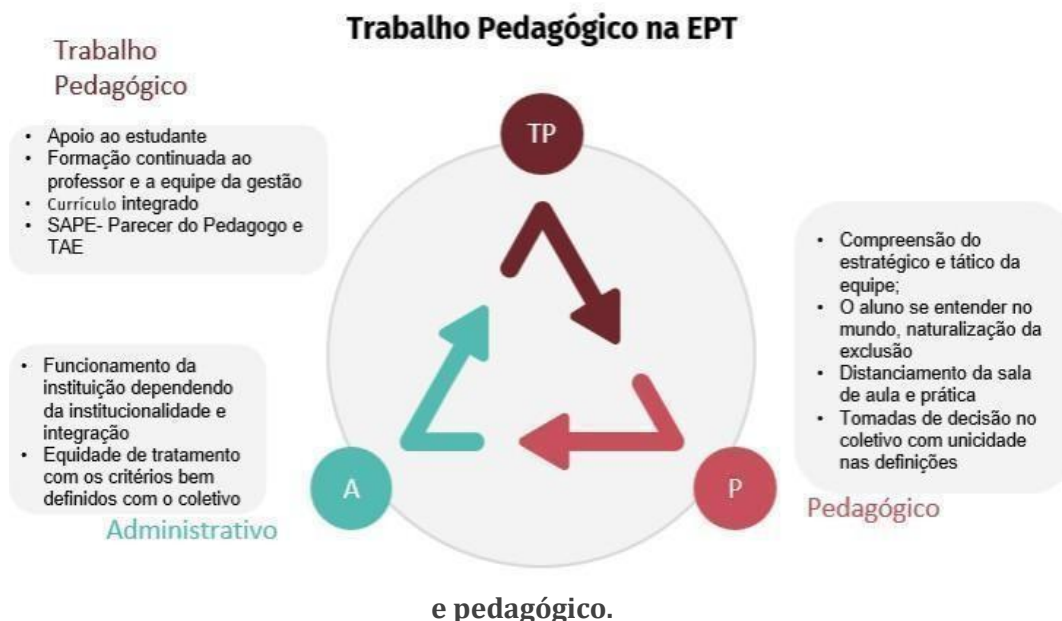 Trabalho Pedagógico na EPT
Trabalho
Pedagógico
• Apoio ao estudante
• Formação continuada ao
professor e a equipe da gestão
• Currículo integrado
• SAPE- Parecer do Pedagogo e
TAE
TP
• Compreensão do
estratégico e tático da
equipe;
• O aluno se entender no
mundo, naturalização da
exclusão
• Distanciamento da sala
de aula e prática
• Tomadas de decisão no
coletivo com unicidade
nas definições
• Funcionamento da
instituição dependendo
da institucionalidade e
integração
• Equidade de tratamento
com os critérios bem
definidos com o coletivo
A
P
Pedagógico
Administrativo
e pedagógico.